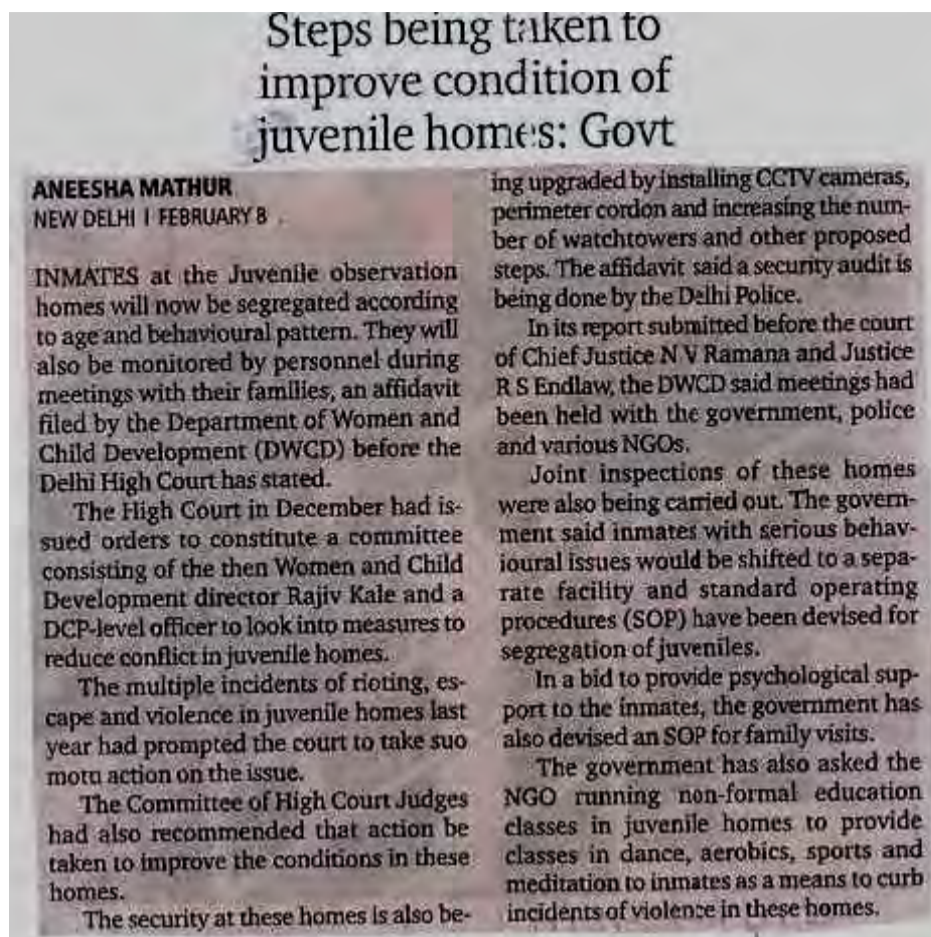 Steps being taken to
improve condition of
juvenile homes: Govt
ANEESHA MATHUR
NEW DELHI | FEBRUARY 8
INMATES at the Juvenile observation
homes will now be segregated according
to age and behavioural pattern. They will
also be monitored by personnel during
meetings with their families, an affidavit
filed by the Department of Women and
Child Development (DWCD) before the
Delhi High Court has stated.
The High Court in December had is-
sued orders to constitute a committee
consisting of the then Women and Child
Development director Rajiv Kale and a
DCP-level officer to look into measures to
reduce conflict in juvenile homes.
The multiple incidents of rioting, es-
cape and violence in juvenile homes last
year had prompted the court to take suo
motu action on the issue.
The Committee of High Court Judges
had also recommended that action be
taken to improve the conditions in these
homes.
The security at these homes is also be-
ing upgraded by installing CCTV cameras,
perimeter cordon and increasing the num-
ber of watchtowers and other proposed
steps. The affidavit said a security audit is
being done by the Delhi Police.
In its report submitted before the court
of Chief Justice N V Ramana and Justice
R S Endlaw, the DWCD said meetings had
been held with the government, police
and various NGOs.
Joint inspections of these homes
were also being carried out. The govern-
ment said inmates with serious behav-
ioural issues would be shifted to a sepa-
rate facility and standard operating
procedures (SOP) have been devised for
segregation of juveniles.
In a bid to provide psychological sup-
port to the inmates, the government has
also devised an SOP for family visits.
The government has also asked the
NGO running non-formal education
classes in juvenile homes to provide
classes in dance, aerobics, sports and
meditation to inmates as a means to curb
incidents of violence in these homes.